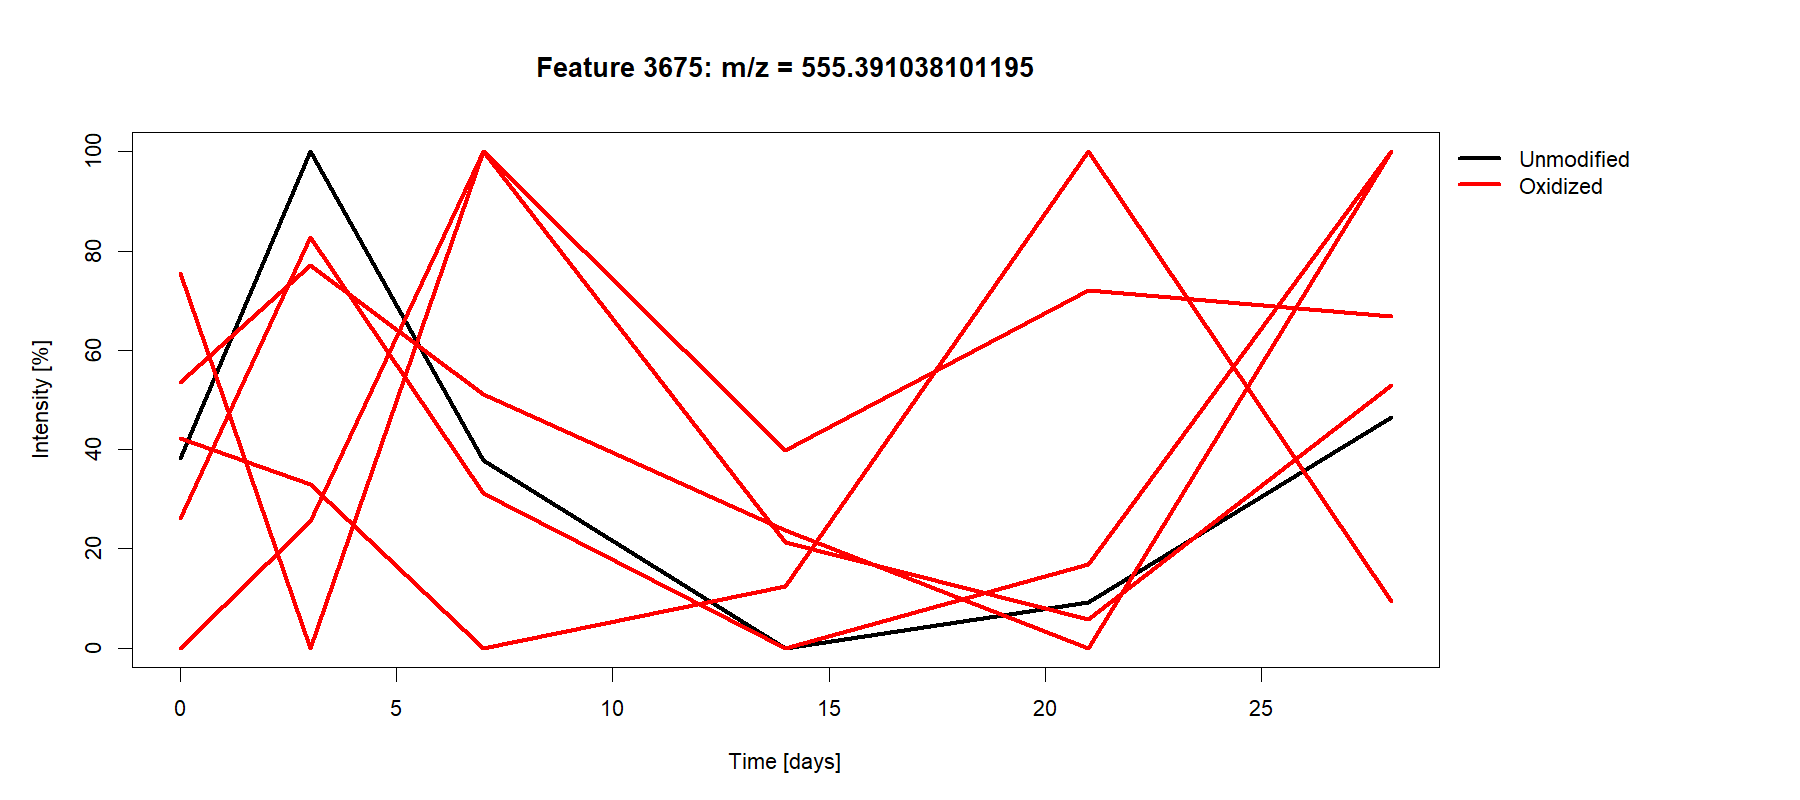 Feature 3675: m/z = 555.391038101195
Unmodified
Oxidized
Intensity [%]
100
80
60
40
20
0
0 5 10 15 20 25
Time [days]